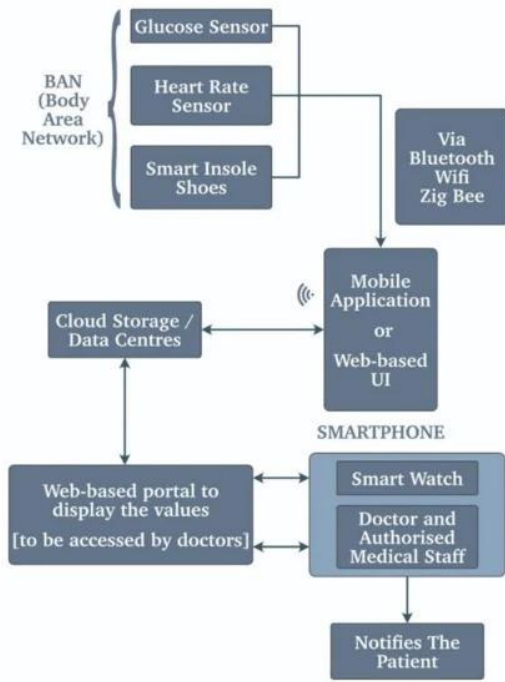 Glucose Sensor
BAN
(Body
Area
Network)
Heart Rate
Sensor
Smart Insole
Shoes
Via
Bluetooth
Wifi
Zig Bee
Mobile
Application
or
Web-based
UI
Cloud Storage /
Data Centres
SMARTPHONE
Web-based portal to
display the values
[to be accessed by doctors]
Smart Watch
Doctor and
Authorised
Medical Staff
Notifies The
Patient